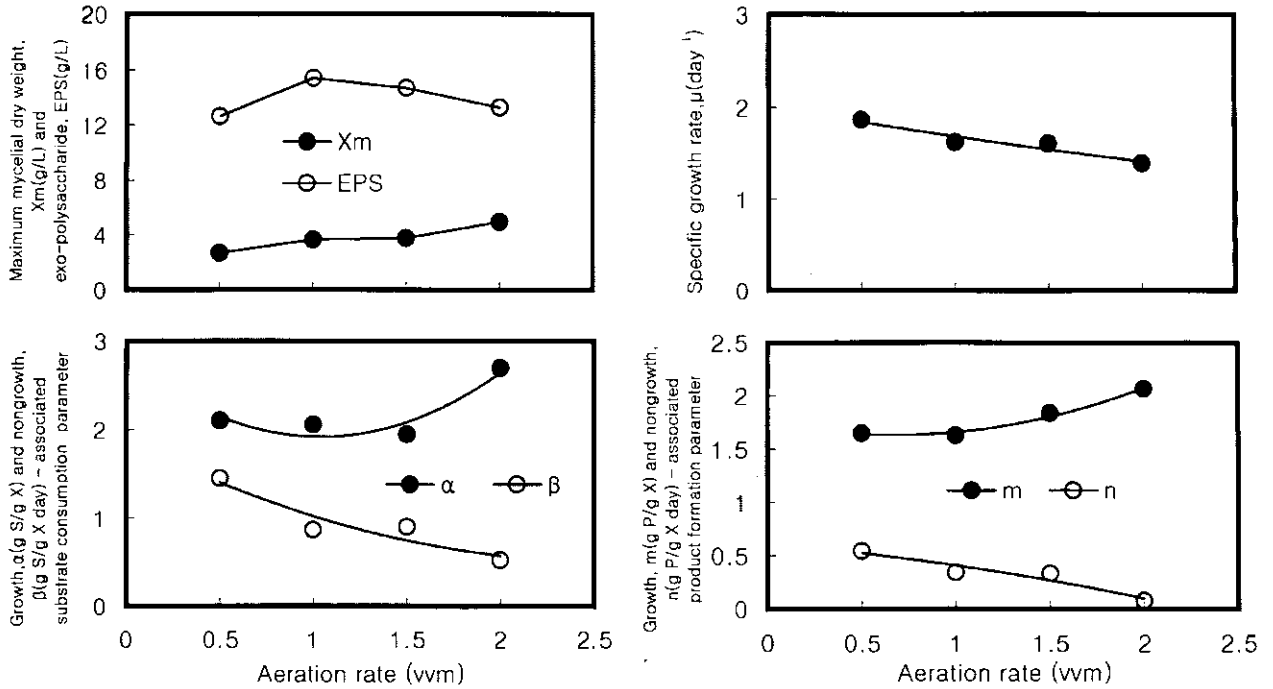 Maximum mycelial dry weight,
Xm(g/L) and
exo-polysaccharide, EPS(g/L)
20
16
12
8
4
0
Xm
EPS
Specific growth rate,μ(day ¹)
3
2
1
0
Growth,α(g S/g X) and nongrowth,
β(g S/g X day) - associated
substrate consumption parameter
3
2
1
0
α
β
0
0.5
1
1.5
2
2.5
Aeration rate (vvm)
Growth, m(g P/g X) and nongrowth,
n(g P/g X day) - associated
product formation parameter
2.5
2
1.5
1
0.5
0
m
n
0
0.5
1
1.5
2
2.5
Aeration rate (vvm)